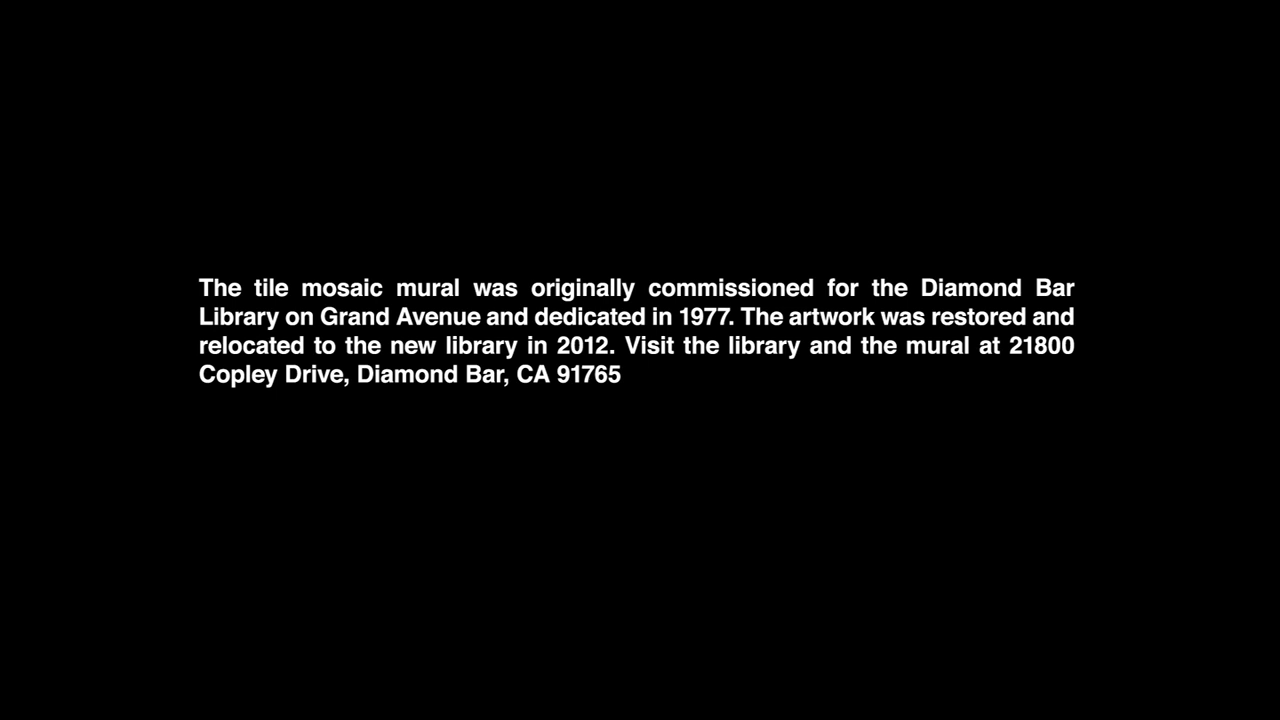 The tile mosaic mural was originally commissioned for the Diamond Bar
Library on Grand Avenue and dedicated in 1977. The artwork was restored and
relocated to the new library in 2012. Visit the library and the mural at 21800
Copley Drive, Diamond Bar, CA 91765